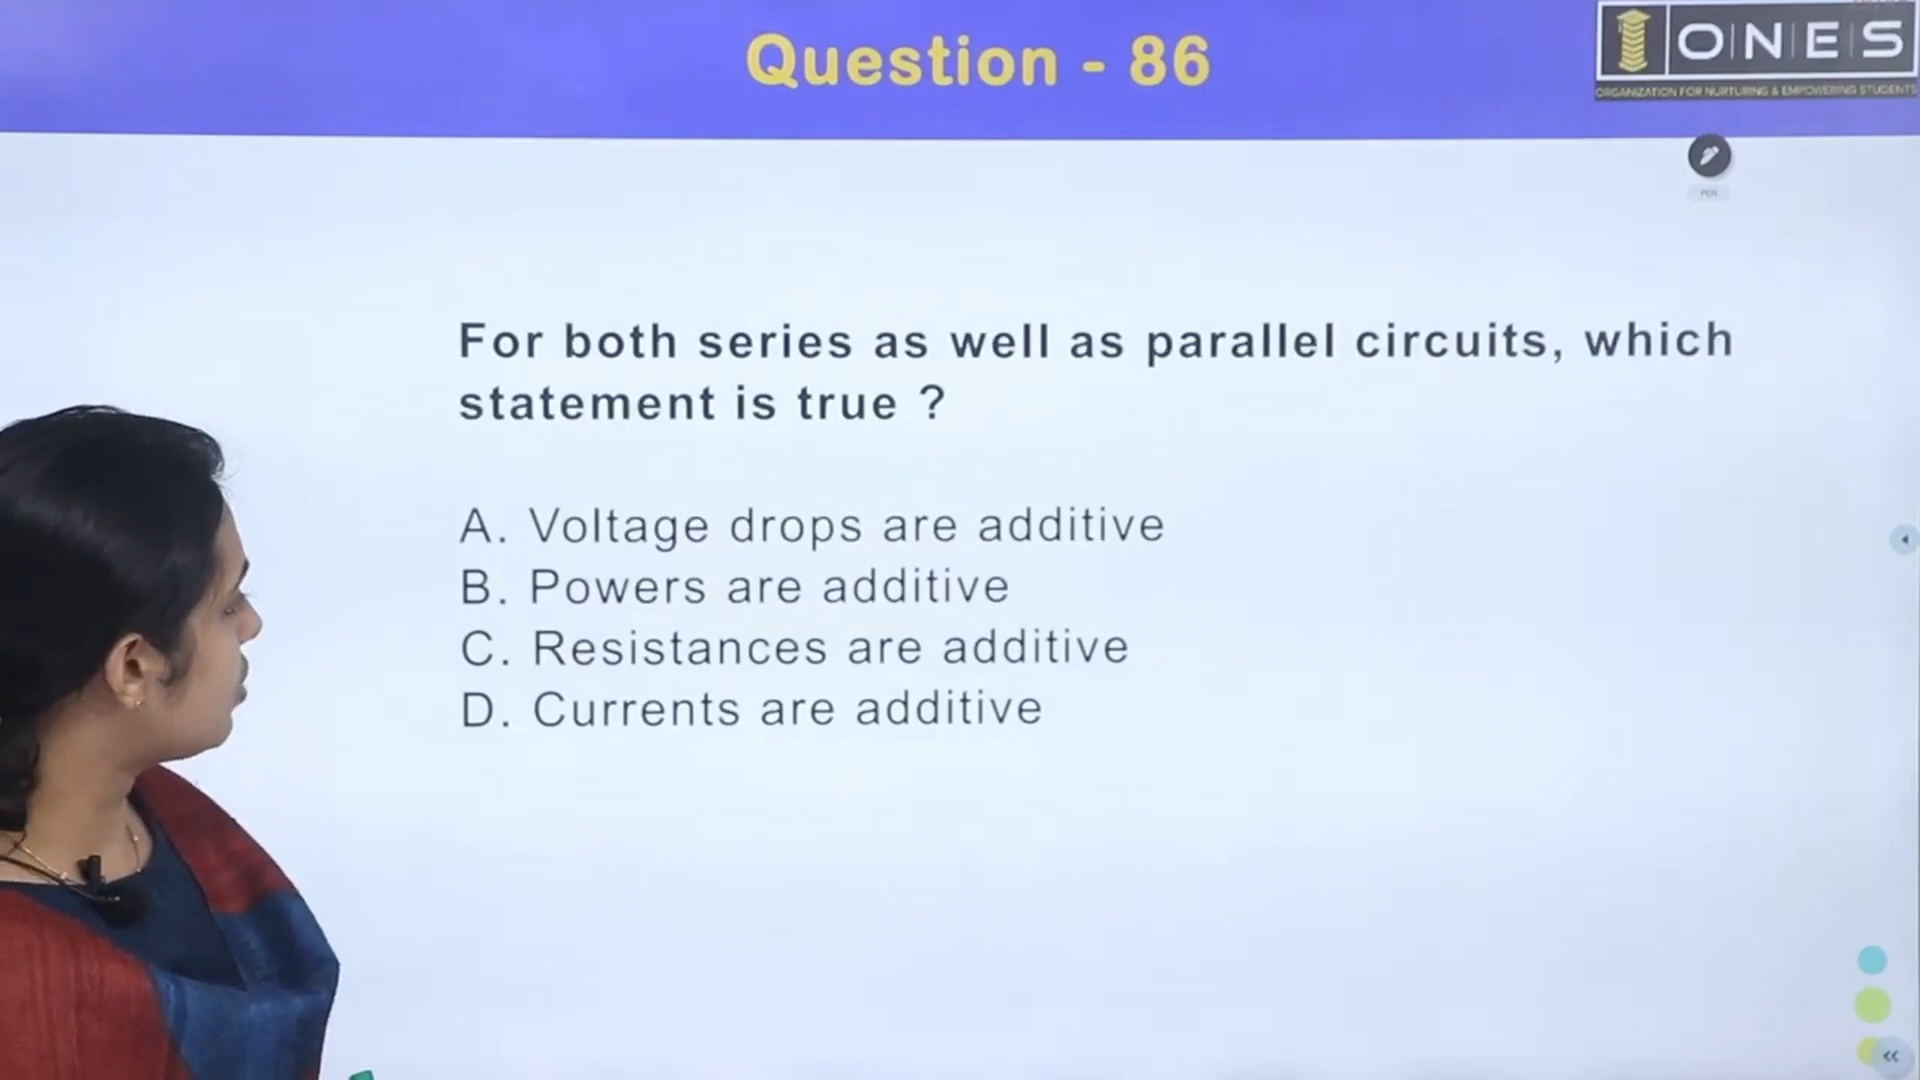 Question - 86
ONES
ORGANIZATION FOR NURTURING & EMPOWERING STUDENTS
PEN
For both series as well as parallel circuits, which
statement is true ?
A. Voltage drops are additive
B. Powers are additive
C. Resistances are additive
D. Currents are additive